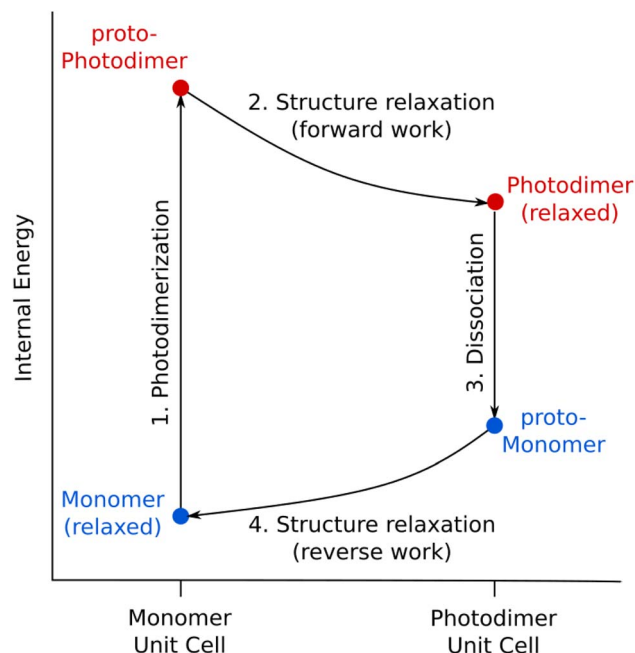 proto-
Photodimer
2. Structure relaxation
(forward work)
Photodimer
(relaxed)
Internal Energy
1. Photodimerization
3. Dissociation
proto-
Monomer
Monomer
(relaxed)
4. Structure relaxation
(reverse work)
Monomer
Unit Cell
Photodimer
Unit Cell